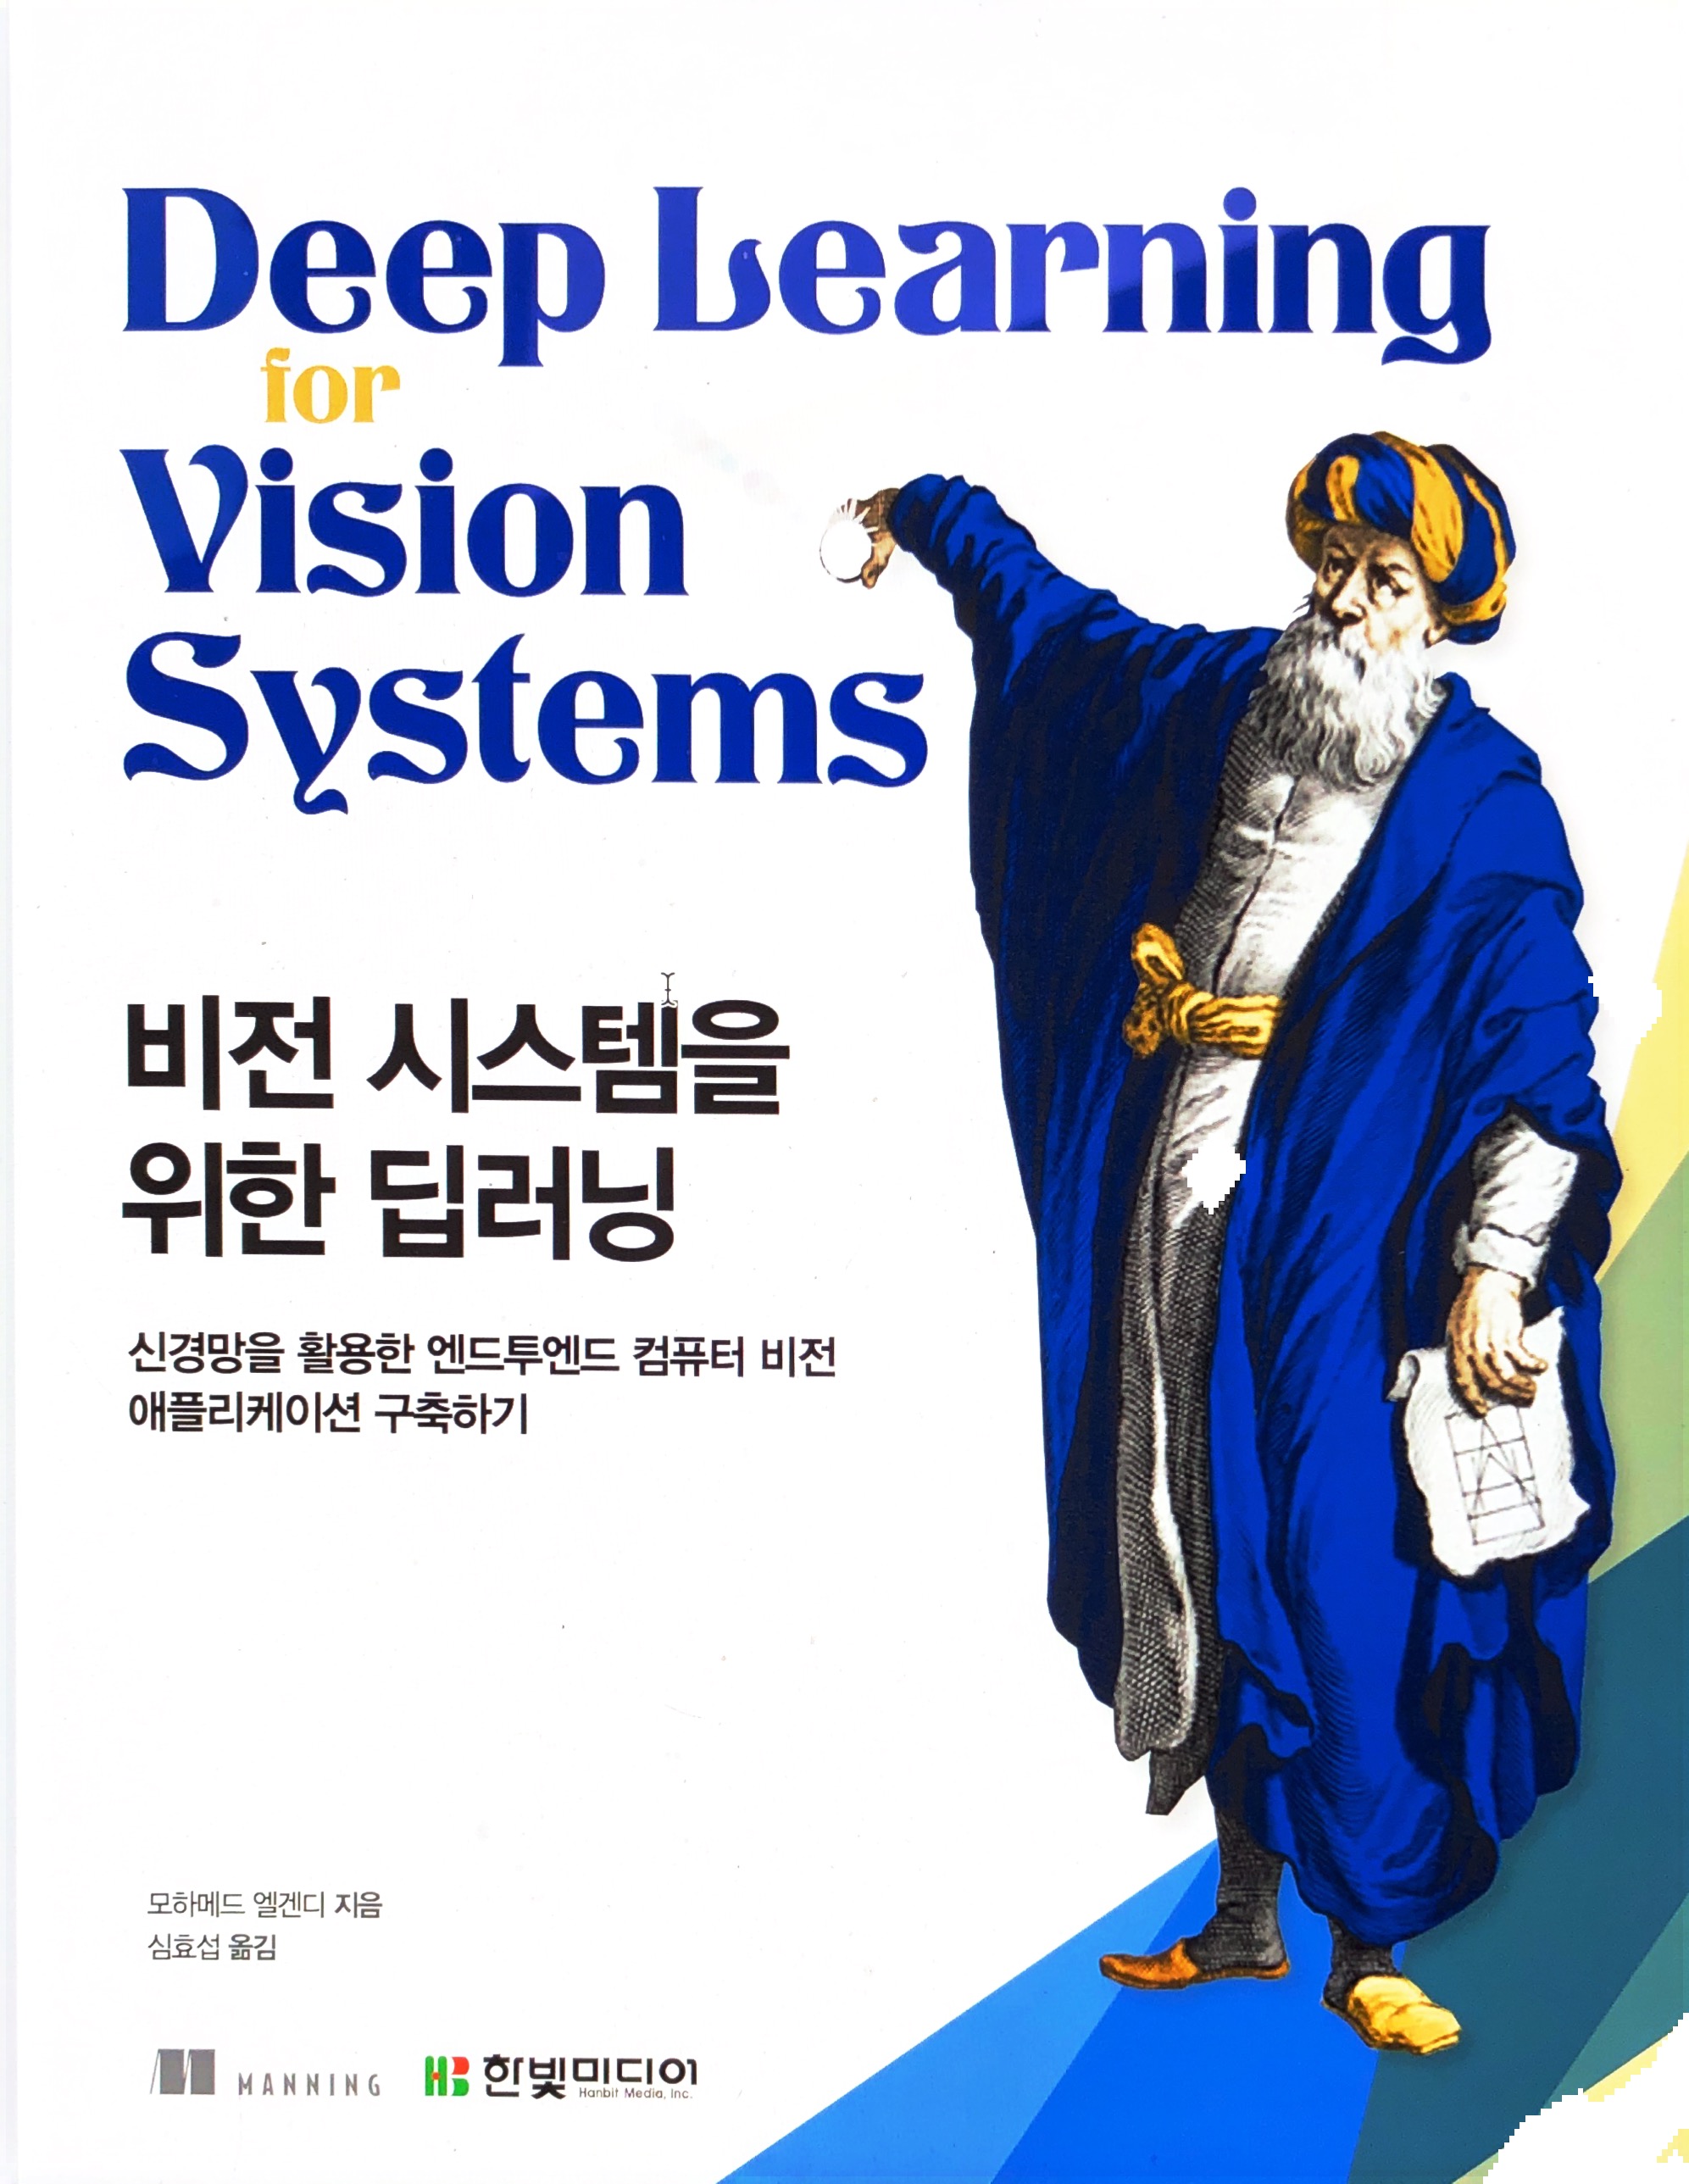 Deep Learning
for
Vision
Systems
비전 시스템을
위한 딥러닝
신경망을 활용한 엔드투엔드 컴퓨터 비전
애플리케이션 구축하기
모하메드 엘겐디 지음
심효섭 옮김
MANNING
HB 한빛미디어
Hanbit Media, Inc.